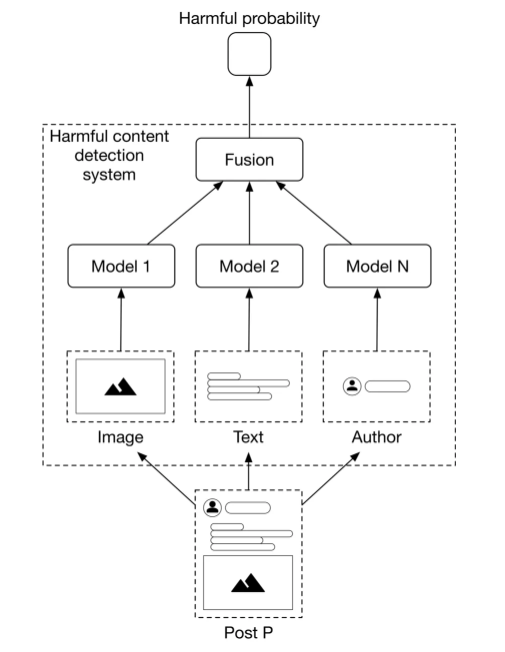 Harmful probability
Harmful content
detection
system
Fusion
Model 1
Model 2
Model N
Image
Text
Author
Post P